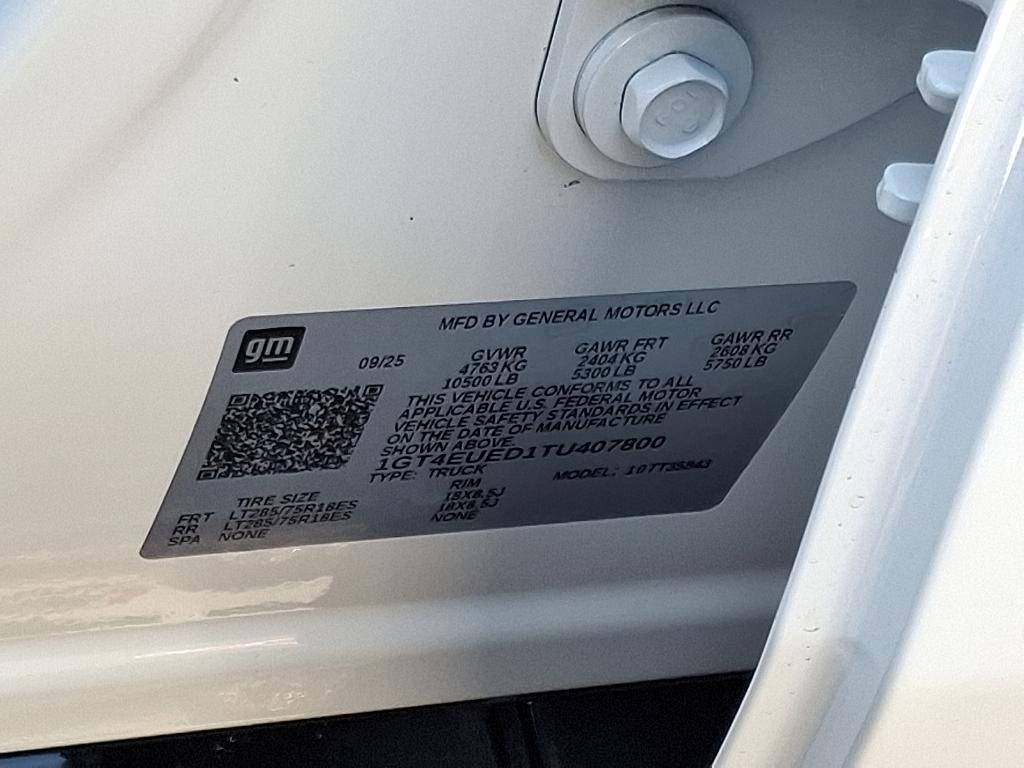 gm
MFD BY GENERAL MOTORS LLC
09/25
GVWR
4763 KG
10500 LB
GAWR FRT
2404 KG
5300 LB
GAWR RR
2608 KG
5750 LB
THIS VEHICLE CONFORMS TO ALL
APPLICABLE U.S. FEDERAL MOTOR
VEHICLE SAFETY STANDARDS IN EFFECT
ON THE DATE OF MANUFACTURE
SHOWN ABOVE.
1GT4EUED1TU407800
TYPE: TRUCK
MODEL:
TIRE SIZE
RIM
FRT LT265/75R18ES 18X8.5J
RR LT265/75R18ES 18X8.5J
SPA NONE NONE